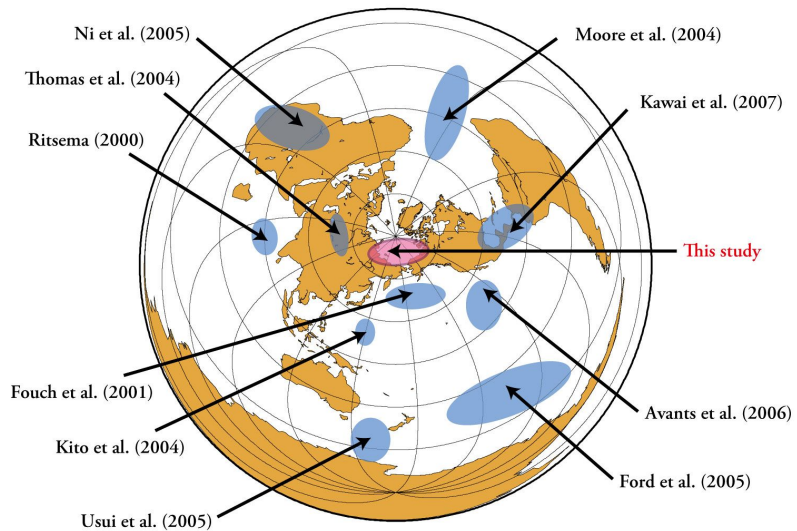 Ni et al. (2005)
Moore et al. (2004)
Thomas et al. (2004)
Kawai et al. (2007)
Ritsema (2000)
This study
Fouch et al. (2001)
Avants et al. (2006)
Kito et al. (2004)
Ford et al. (2005)
Usui et al. (2005)